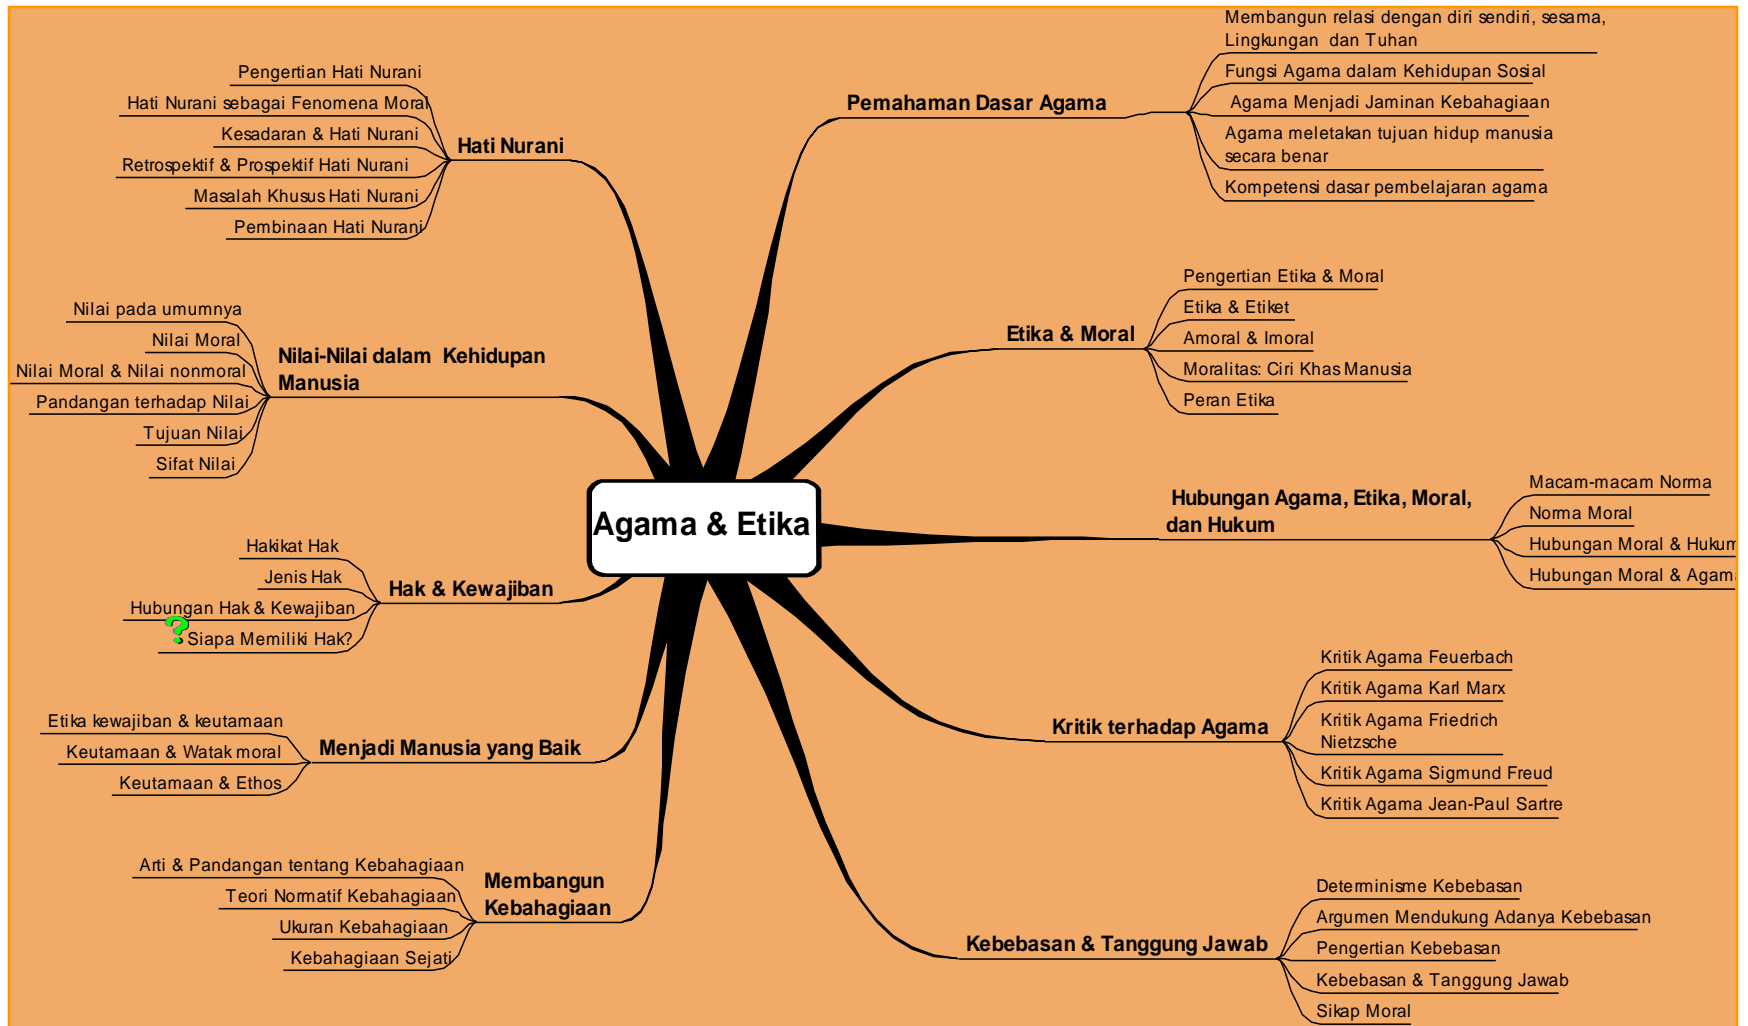 Agama & Etika
Pemahaman Dasar Agama
Membangun relasi dengan diri sendiri, sesama,
Lingkungan dan Tuhan
Fungsi Agama dalam Kehidupan Sosial
Agama Menjadi Jaminan Kebahagiaan
Agama meletakan tujuan hidup manusia
secara benar
Kompetensi dasar pembelajaran agama
Etika & Moral
Pengertian Etika & Moral
Etika & Etiket
Amoral & Imoral
Moralitas: Ciri Khas Manusia
Peran Etika
Hubungan Agama, Etika, Moral,
dan Hukum
Macam-macam Norma
Norma Moral
Hubungan Moral & Hukum
Hubungan Moral & Agama
Kritik terhadap Agama
Kritik Agama Feuerbach
Kritik Agama Karl Marx
Kritik Agama Friedrich
Nietzsche
Kritik Agama Sigmund Freud
Kritik Agama Jean-Paul Sartre
Kebebasan & Tanggung Jawab
Determinisme Kebebasan
Argumen Mendukung Adanya Kebebasan
Pengertian Kebebasan
Kebebasan & Tanggung Jawab
Sikap Moral
Hati Nurani
Pengertian Hati Nurani
Hati Nurani sebagai Fenomena Moral
Kesadaran & Hati Nurani
Retrospektif & Prospektif Hati Nurani
Masalah Khusus Hati Nurani
Pembinaan Hati Nurani
Nilai-Nilai dalam Kehidupan
Manusia
Nilai pada umumnya
Nilai Moral
Nilai Moral & Nilai nonmoral
Pandangan terhadap Nilai
Tujuan Nilai
Sifat Nilai
Hak & Kewajiban
Hakikat Hak
Jenis Hak
Hubungan Hak & Kewajiban
? Siapa Memiliki Hak?
Menjadi Manusia yang Baik
Etika kewajiban & keutamaan
Keutamaan & Watak moral
Keutamaan & Ethos
Membangun
Kebahagiaan
Arti & Pandangan tentang Kebahagiaan
Teori Normatif Kebahagiaan
Ukuran Kebahagiaan
Kebahagiaan Sejati